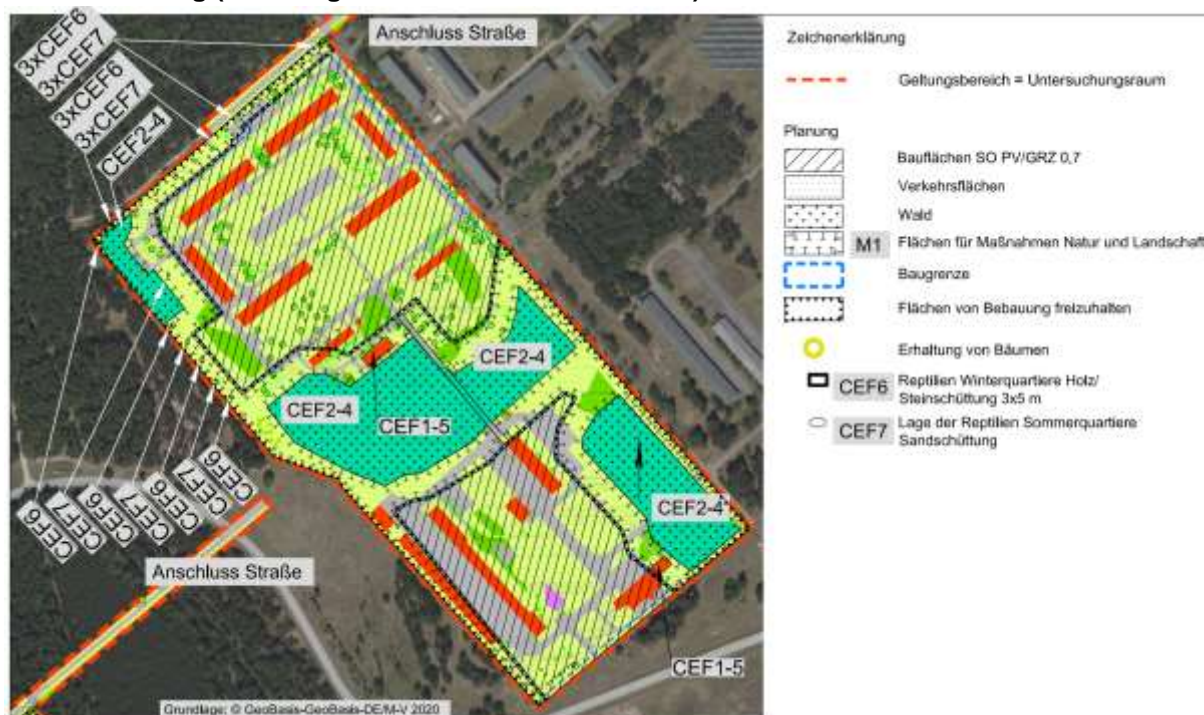 Anschluss Straße
3xCEF6
3xCEF7
3xCEF6
3xCEF7
CEF2-4
CEF2-4
CEF2-4
CEF1-5
CEF2-4
CEF6
CEF7
CEF6
CEF7
CEF6
CEF7
CEF6
Anschluss Straße
CEF1-5
Grundlage: © GeoBasis-GeoBasis-DE/M-V 2020
Zeichenerklärung
Geltungsbereich = Untersuchungsraum
Planung
Bauflächen SO PV/GRZ 0,7
Verkehrsflächen
Wald
M1 Flächen für Maßnahmen Natur und Landschaft
Baugrenze
Flächen von Bebauung freizuhalten
Erhaltung von Bäumen
CEF6 Reptilien Winterquartiere Holz/
Steinschüttung 3x5 m
CEF7 Lage der Reptilien Sommerquartiere
Sandschüttung